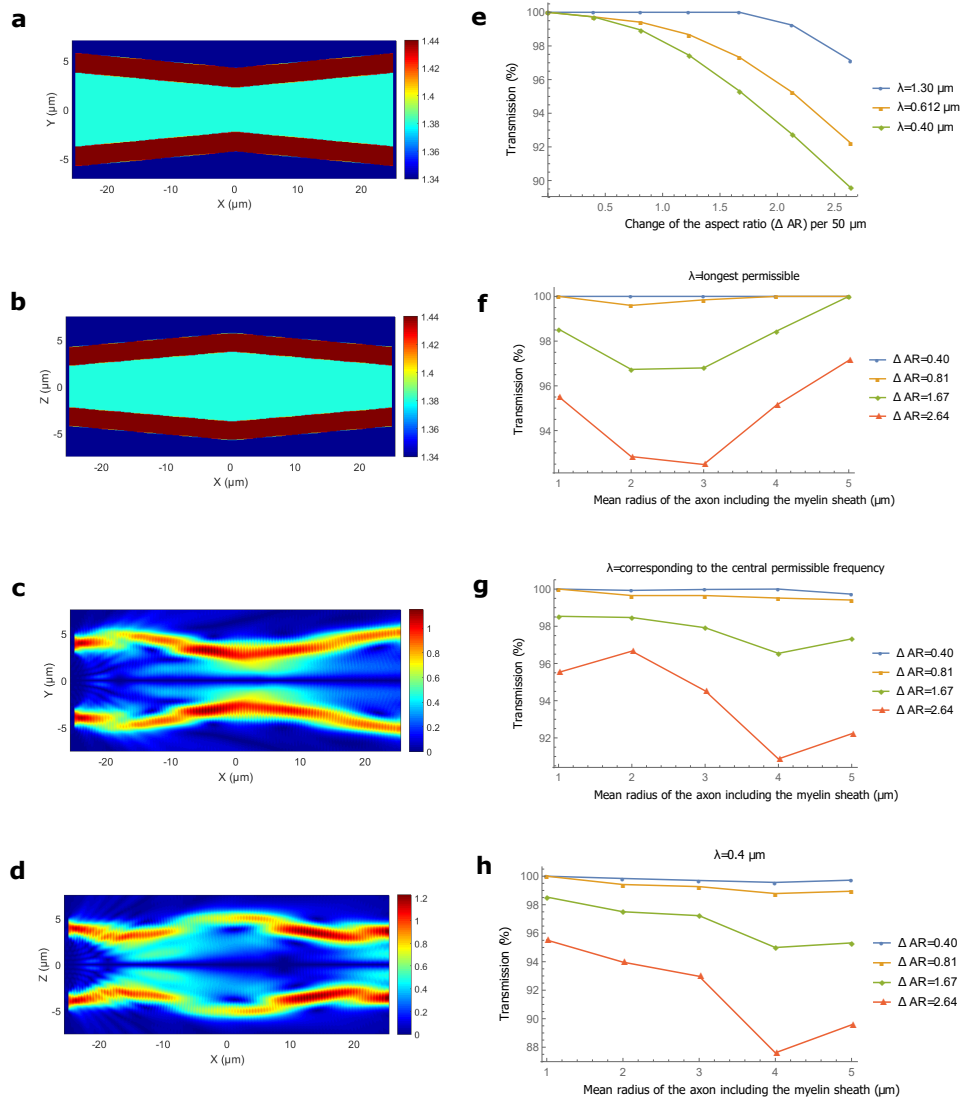 a
5
0
-5
Y (μm)
-20
-10
0
10
20
X (μm)
1.44
1.42
1.4
1.38
1.36
1.34
b
5
0
-5
Z (μm)
-20
-10
0
10
20
X (μm)
1.44
1.42
1.4
1.38
1.36
1.34
c
5
0
-5
Y (μm)
-20
-10
0
10
20
X (μm)
1
0.8
0.6
0.4
0.2
0
d
5
0
-5
Z (μm)
-20
-10
0
10
20
X (μm)
1.2
1
0.8
0.6
0.4
0.2
0
e
100
98
96
94
92
90
Transmission (%)
0.5
1.0
1.5
2.0
2.5
Change of the aspect ratio (Δ AR) per 50 μm
λ=1.30 μm
λ=0.612 μm
λ=0.40 μm
f
λ=longest permissible
100
98
96
94
Transmission (%)
1
2
3
4
5
Mean radius of the axon including the myelin sheath (μm)
Δ AR=0.40
Δ AR=0.81
Δ AR=1.67
Δ AR=2.64
g
λ=corresponding to the central permissible frequency
100
98
96
94
92
Transmission (%)
1
2
3
4
5
Mean radius of the axon including the myelin sheath (μm)
Δ AR=0.40
Δ AR=0.81
Δ AR=1.67
Δ AR=2.64
h
λ=0.4 μm
100
98
96
94
92
90
88
Transmission (%)
1
2
3
4
5
Mean radius of the axon including the myelin sheath (μm)
Δ AR=0.40
Δ AR=0.81
Δ AR=1.67
Δ AR=2.64